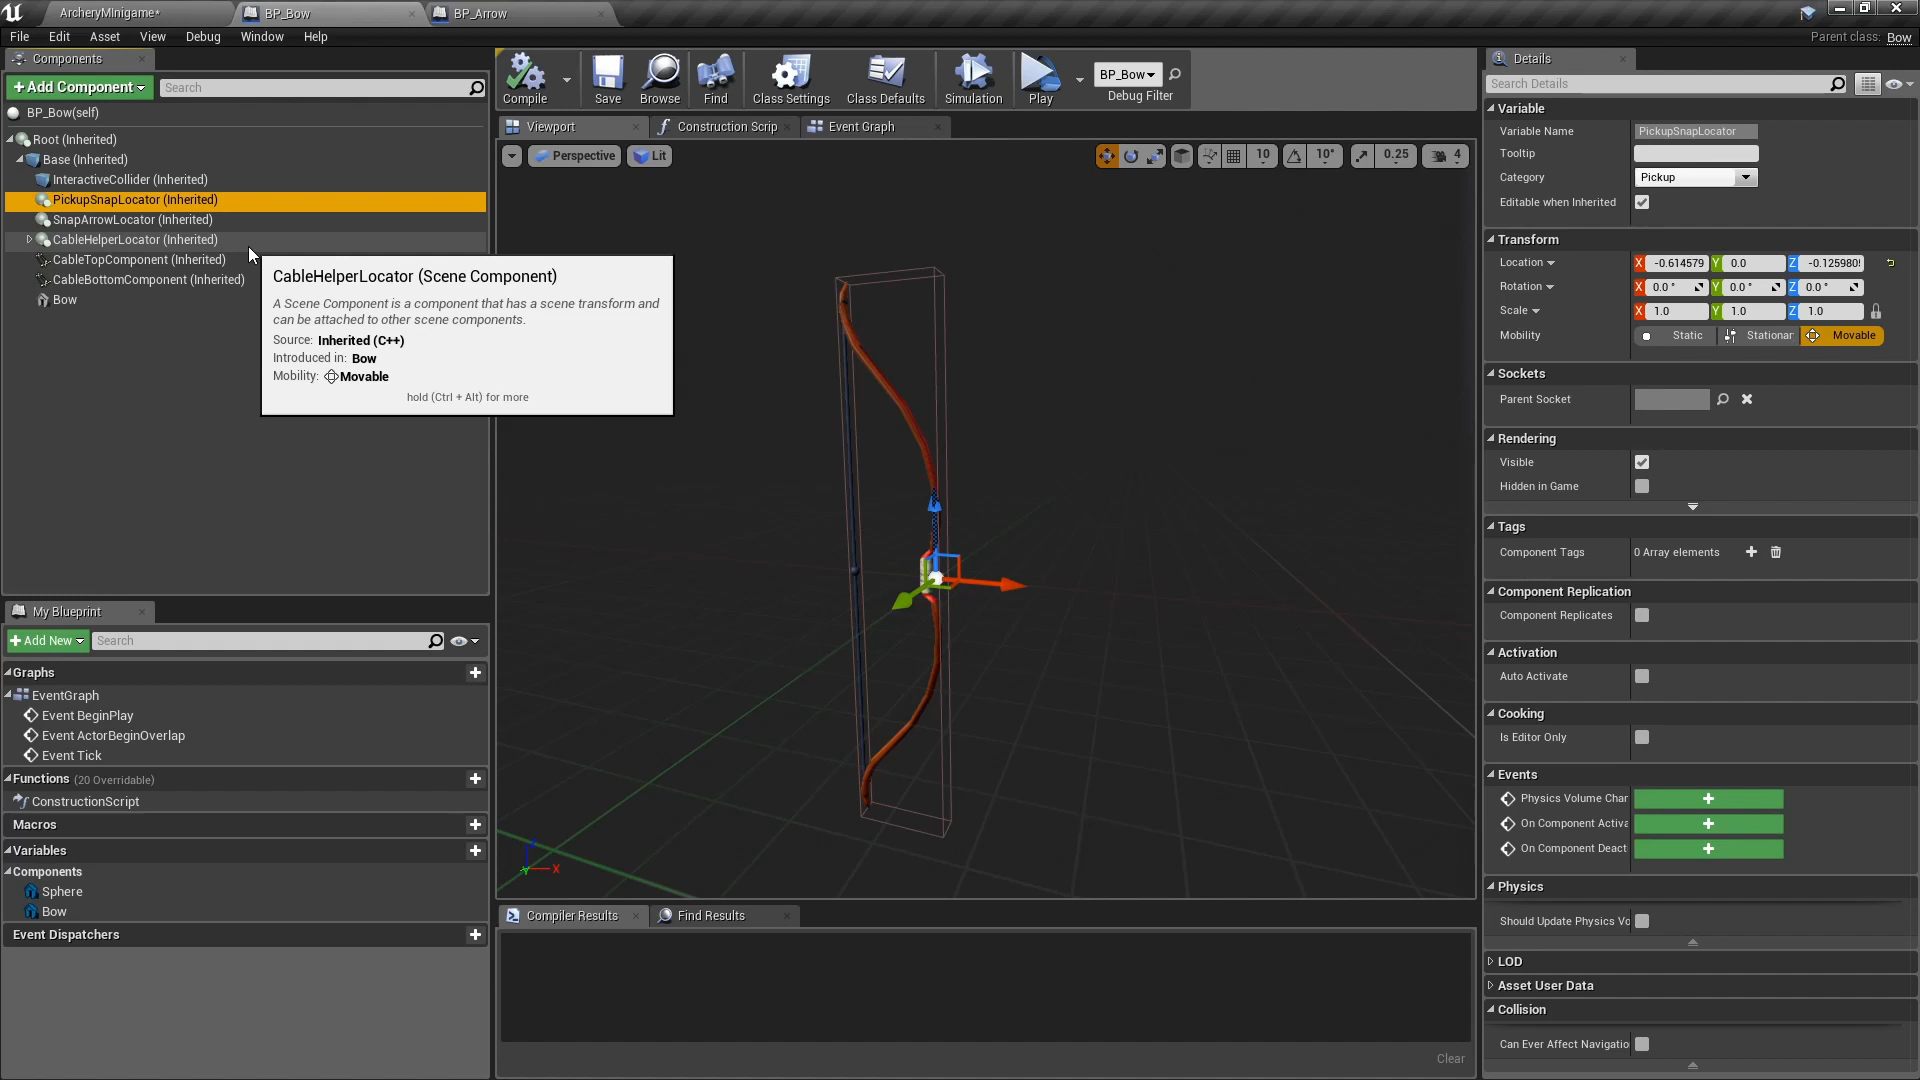 ArcheryMInigame*
BP_Bow
BP_Arrow
File Edit Asset View Debug Window Help
Parent class: Bow
Components
+Add Component
Search
BP_Bow(self)
Root (Inherited)
Base (Inherited)
InteractiveCollider (Inherited)
PickupSnapLocator (Inherited)
SnapArrowLocator (Inherited)
CableHelperLocator (Inherited)
CableTopComponent (Inherited)
CableBottomComponent (Inherited)
Bow
CableHelperLocator (Scene Component)
A Scene Component is a component that has a scene transform and
can be attached to other scene components.
Source: Inherited (C++)
Introduced in: Bow
Mobility: Movable
hold (Ctrl + Alt) for more
My Blueprint
+Add New
Search
Graphs
EventGraph
Event BeginPlay
Event ActorBeginOverlap
Event Tick
Functions (20 Overridable)
ConstructionScript
Macros
Variables
Components
Sphere
Bow
Event Dispatchers
Compile Save Browse Find Class Settings Class Defaults Simulation Play
BP_Bow
Debug Filter
Viewport
Construction Scrip
Event Graph
Perspective
Lit
10
10°
0.25
4
Z
X
Y
Compiler Results
Find Results
Clear
Details
Search Details
Variable
Variable Name PickupSnapLocator
Tooltip
Category Pickup
Editable when Inherited
Transform
Location X -0.614579 Y 0.0 Z -0.125980
Rotation X 0.0 ° Y 0.0 ° Z 0.0 °
Scale X 1.0 Y 1.0 Z 1.0
Mobility Static Stationar Movable
Sockets
Parent Socket
Rendering
Visible
Hidden in Game
Tags
Component Tags 0 Array elements
Component Replication
Component Replicates
Activation
Auto Activate
Cooking
Is Editor Only
Events
Physics Volume Chan
On Component Activa
On Component Deact
Physics
Should Update Physics Vo
LOD
Asset User Data
Collision
Can Ever Affect Navigatio